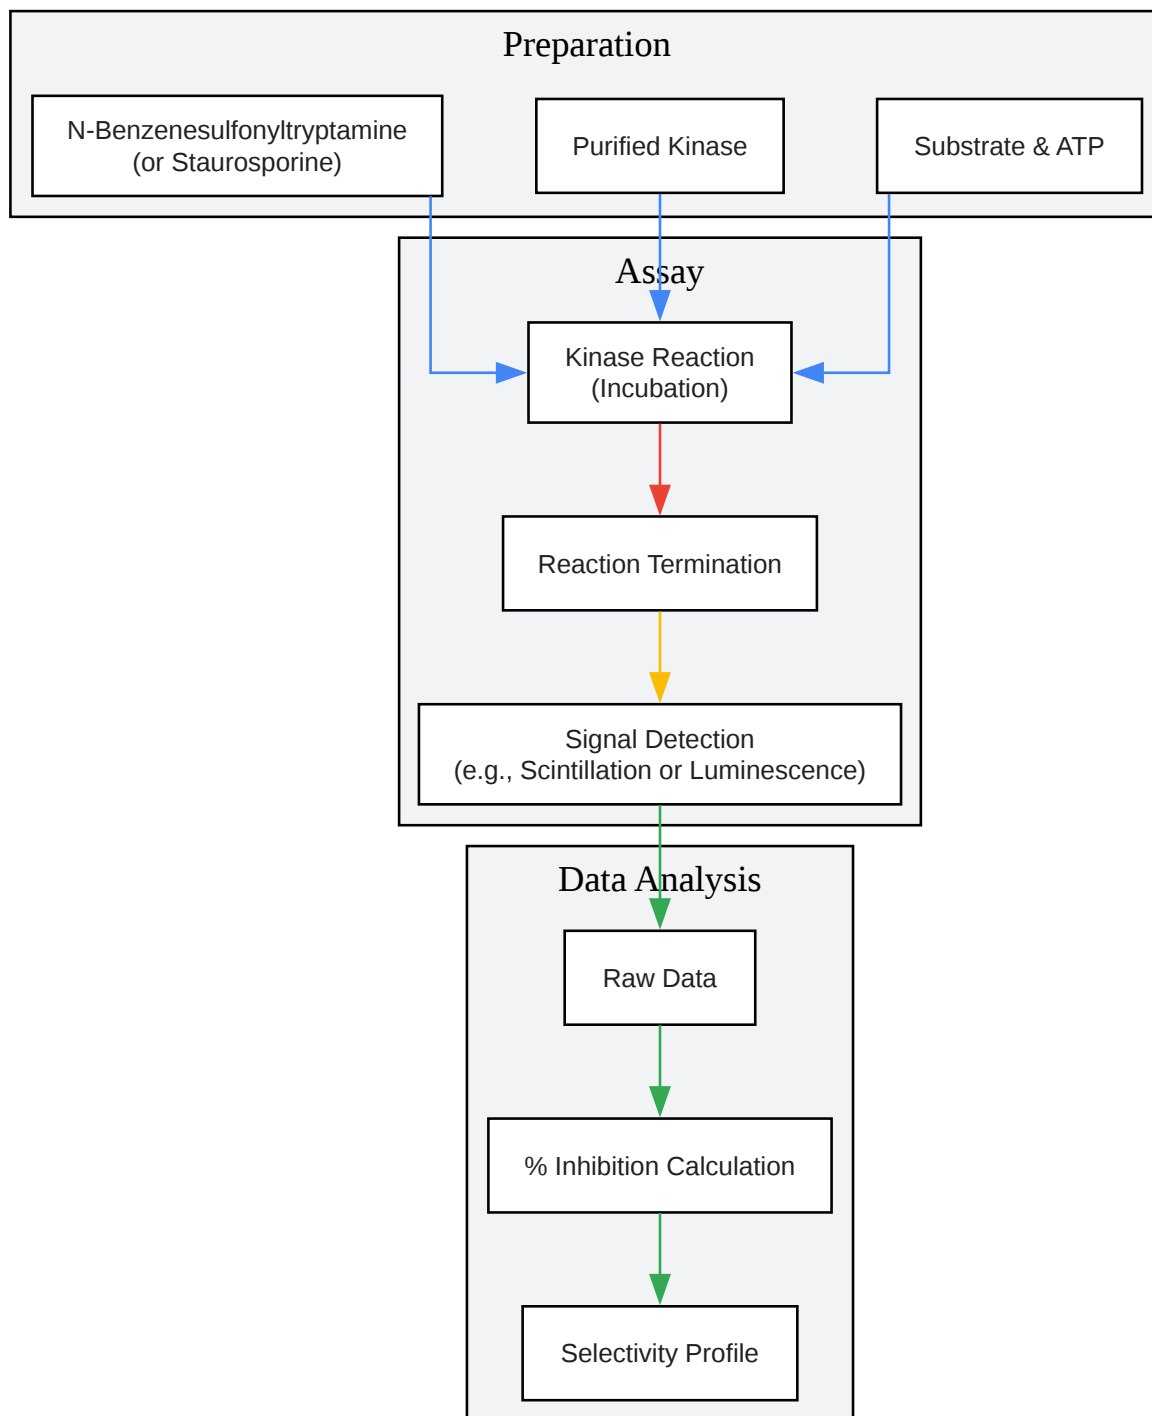 Preparation
N-Benzenesulfonyltryptamine
(or Staurosporine)
Purified Kinase
Substrate & ATP
Assay
Kinase Reaction
(Incubation)
Reaction Termination
Signal Detection
(e.g., Scintillation or Luminescence)
Data Analysis
Raw Data
% Inhibition Calculation
Selectivity Profile